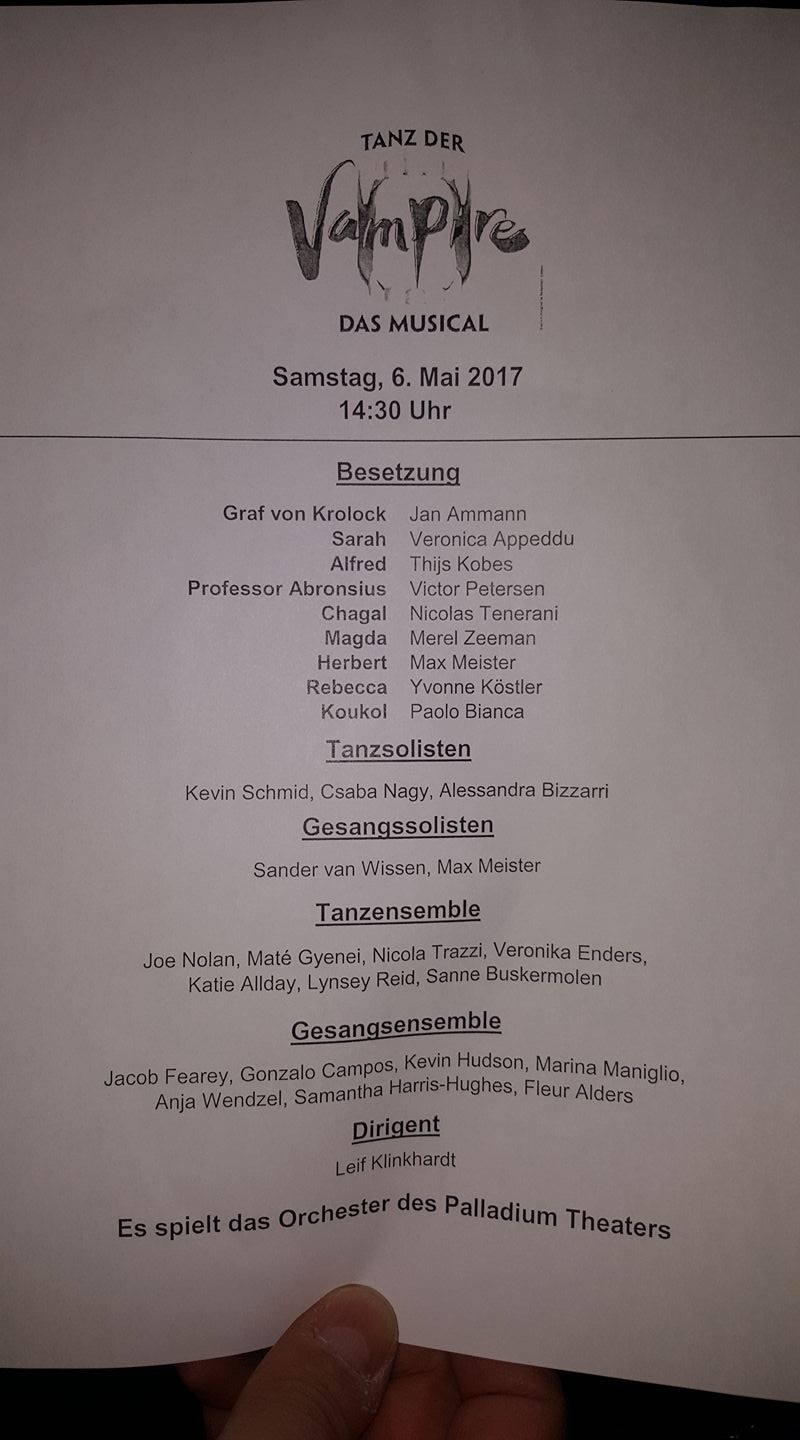 TANZ DER
Vampire
DAS MUSICAL
Samstag, 6. Mai 2017
14:30 Uhr
Besetzung
Graf von Krolock Jan Ammann
Sarah Veronica Appeddu
Alfred Thijs Kobes
Professor Abronsius Victor Petersen
Chagal Nicolas Tenerani
Magda Merel Zeeman
Herbert Max Meister
Rebecca Yvonne Köstler
Koukol Paolo Bianca
Tanzsolisten
Kevin Schmid, Csaba Nagy, Alessandra Bizzarri
Gesangssolisten
Sander van Wissen, Max Meister
Tanzensemble
Joe Nolan, Maté Gyenei, Nicola Trazzi, Veronika Enders,
Katie Allday, Lynsey Reid, Sanne Buskermolen
Gesangsensemble
Jacob Fearey, Gonzalo Campos, Kevin Hudson, Marina Maniglio,
Anja Wendzel, Samantha Harris-Hughes, Fleur Alders
Dirigent
Leif Klinkhardt
Es spielt das Orchester des Palladium Theaters